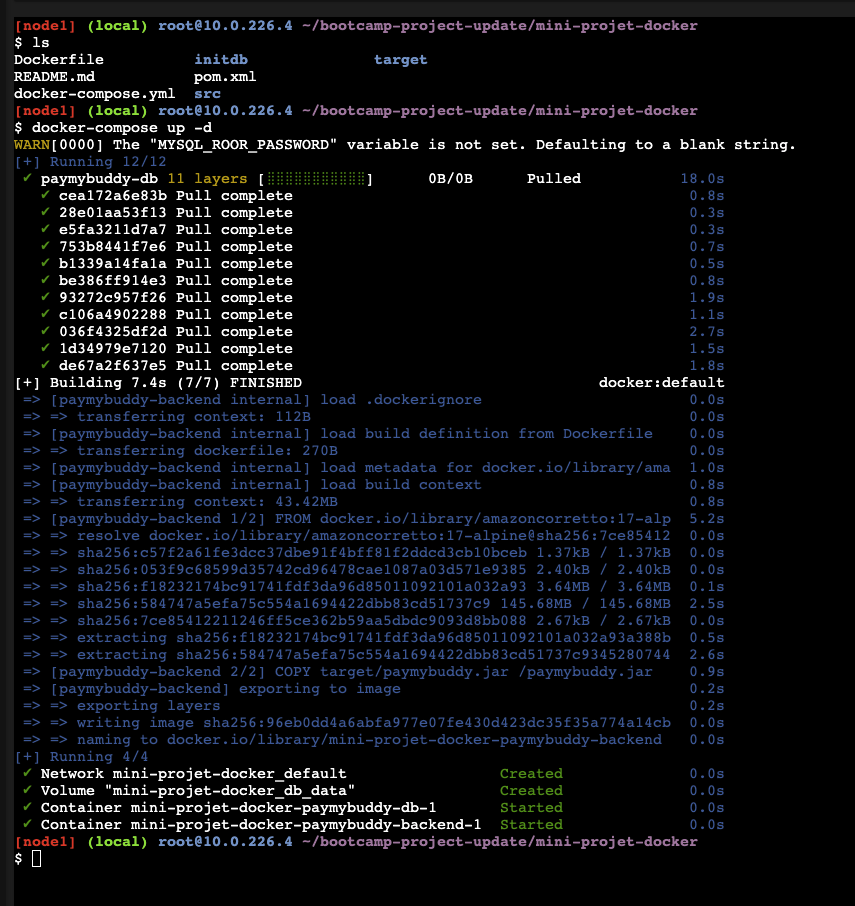 [node1] (local) root@10.0.226.4 ~/bootcamp-project-update/mini-projet-docker
$ ls
Dockerfile          initdb              target
README.md           pom.xml
docker-compose.yml  src
[node1] (local) root@10.0.226.4 ~/bootcamp-project-update/mini-projet-docker
$ docker-compose up -d
WARN[0000] The "MYSQL_ROOR_PASSWORD" variable is not set. Defaulting to a blank string.
[+] Running 12/12
✔ paymybuddy-db 11 layers [⣿⣿⣿⣿⣿⣿⣿⣿⣿⣿⣿] 0B/0B Pulled 18.0s
✔ cea172a6e83b Pull complete 0.8s
✔ 28e01aa53f13 Pull complete 0.3s
✔ e5fa3211d7a7 Pull complete 0.3s
✔ 753b8441f7e6 Pull complete 0.7s
✔ b1339a14fa1a Pull complete 0.5s
✔ be386ff914e3 Pull complete 0.8s
✔ 93272c957f26 Pull complete 1.9s
✔ c106a4902288 Pull complete 1.1s
✔ 036f4325df2d Pull complete 2.7s
✔ 1d34979e7120 Pull complete 1.5s
✔ de67a2f637e5 Pull complete 1.8s
[+] Building 7.4s (7/7) FINISHED docker:default
=> [paymybuddy-backend internal] load .dockerignore 0.0s
=> => transferring context: 112B 0.0s
=> [paymybuddy-backend internal] load build definition from Dockerfile 0.0s
=> => transferring dockerfile: 270B 0.0s
=> [paymybuddy-backend internal] load metadata for docker.io/library/ama 1.0s
=> [paymybuddy-backend internal] load build context 0.8s
=> => transferring context: 43.42MB 0.8s
=> [paymybuddy-backend 1/2] FROM docker.io/library/amazoncorretto:17-alp 5.2s
=> => resolve docker.io/library/amazoncorretto:17-alpine@sha256:7ce85412 0.0s
=> => sha256:c57f2a61fe3dcc37dbe91f4bff81f2ddcd3cb10bceb 1.37kB / 1.37kB 0.0s
=> => sha256:053f9c68599d35742cd96478cae1087a03d571e9385 2.40kB / 2.40kB 0.0s
=> => sha256:f18232174bc91741fdf3da96d85011092101a032a93 3.64MB / 3.64MB 0.1s
=> => sha256:584747a5efa75c554a1694422dbb83cd51737c9 145.68MB / 145.68MB 2.5s
=> => sha256:7ce85412211246ff5ce362b59aa5dbdc9093d8bb088 2.67kB / 2.67kB 0.0s
=> => extracting sha256:f18232174bc91741fdf3da96d85011092101a032a93a388b 0.5s
=> => extracting sha256:584747a5efa75c554a1694422dbb83cd51737c9345280744 2.6s
=> [paymybuddy-backend 2/2] COPY target/paymybuddy.jar /paymybuddy.jar 0.9s
=> [paymybuddy-backend] exporting to image 0.2s
=> => exporting layers 0.2s
=> => writing image sha256:96eb0dd4a6abfa977e07fe430d423dc35f35a774a14cb 0.0s
=> => naming to docker.io/library/mini-projet-docker-paymybuddy-backend 0.0s
[+] Running 4/4
✔ Network mini-projet-docker_default Created 0.0s
✔ Volume "mini-projet-docker_db_data" Created 0.0s
✔ Container mini-projet-docker-paymybuddy-db-1 Started 0.0s
✔ Container mini-projet-docker-paymybuddy-backend-1 Started 0.0s
[node1] (local) root@10.0.226.4 ~/bootcamp-project-update/mini-projet-docker
$